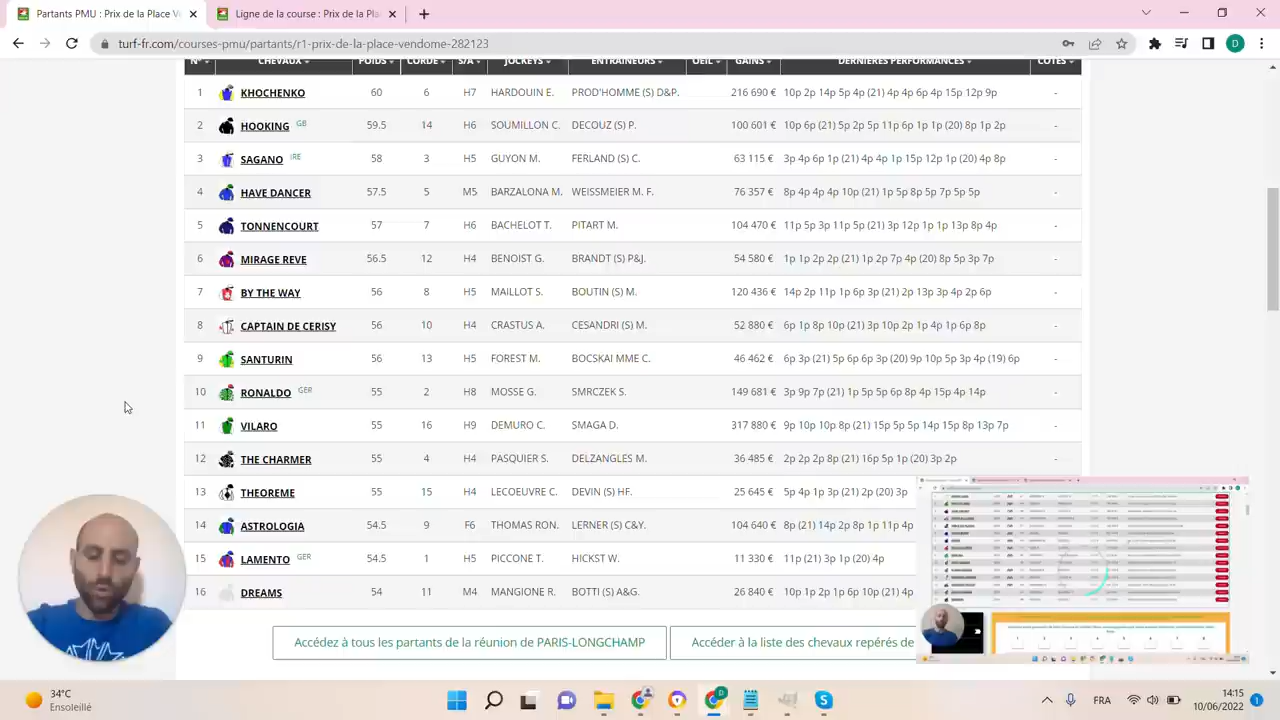 Partants PMU : Prix de la Place Ve
Ligne de la course : Prix de la Pla
turf-fr.com/courses-pmu/partants/r1-prix-de-la-place-vendome-282123
D
N° CHEVAUX POIDS CORDE S/A JOCKEYS ENTRAINEURS OEIL GAINS DERNIÈRES PERFORMANCES COTES
1 KHOCHENKO 60 6 H7 HARDOUIN E. PROD'HOMME (S) D&P. 216 690 € 10p 2p 14p 5p 4p (21) 4p 4p 6p 4p 15p 12p 9p -
2 HOOKING GB 59.5 14 H6 SOUMILLON C. DECOUZ (S) P. 100 601 € 10p 6p (21) 5p 2p 5p 11p 6p 1p 1p (20) 8p 1p 2p -
3 SAGANO IRE 58 3 H5 GUYON M. FERLAND (S) C. 63 115 € 3p 4p 6p 1p (21) 4p 4p 1p 15p 12p 1p (20) 4p 8p -
4 HAVE DANCER 57.5 5 M5 BARZALONA M. WEISSMEIER M. F. 76 357 € 8p 4p 4p 4p 10p (21) 1p 5p 8p 5p 7p 5p 5p -
5 TONNENCOURT 57 7 H6 BACHELOT T. PITART M. 104 470 € 11p 5p 3p 11p 5p (21) 3p 12p 1p 1p 13p 8p 4p -
6 MIRAGE REVE 56.5 12 H4 BENOIST G. BRANDT (S) P&J. 54 580 € 1p 1p 2p 2p (21) 1p 2p 7p 4p (20) 8p 5p 3p 7p -
7 BY THE WAY 56 8 H5 MAILLOT S. BOUTIN (S) M. 120 436 € 14p 2p 11p 1p 6p 3p (21) 2p 13p 3p 4p 2p 6p -
8 CAPTAIN DE CERISY 56 10 H4 CRASTUS A. CESANDRI (S) M. 52 880 € 6p 1p 8p 10p (21) 3p 10p 2p 1p 4p 1p 6p 8p -
9 SANTURIN 56 13 H5 FOREST M. BOCSKAI MME C. 46 462 € 6p 3p (21) 5p 6p 6p 3p (20) 9p 10p 5p 3p 4p (19) 6p -
10 RONALDO GER 55 2 H8 MOSSE G. SMRCZEK S. 149 681 € 3p 9p 7p (21) 1p 5p 5p 6p 8p 4p 15p 4p 14p -
11 VILARO 55 16 H9 DEMURO C. SMAGA D. 317 880 € 9p 10p 10p 8p (21) 15p 5p 5p 14p 15p 8p 13p 7p -
12 THE CHARMER 55 4 H4 PASQUIER S. DELZANGLES M. 36 485 € 2p 2p 2p 8p (21) 16p 5p 1p (20) 3p 2p -
13 THEOREME 55 15 H4 LECOEUVRE C. DEVIN (S) HF. 25 645 € 5p 4p 1p 3p (21) 2p (20) 3p
14 ASTROLOGIA 54.5 9 F6 THOMAS RON. LERNER (S) C&Y. 104 640 € 8p (21) 14p 2p 8p 1p 11p 4p
15 LAMENTO GER PICCONE T. HICKST W. 11 330 € 11p (21) 3p (20) 4p
16 DREAMS MANGIONE R. BOTTI (S) A&S. 26 840 € 1p 1p 2p 1p 6p 10p (21) 4p
Accédez à tous les partants de la réunion de PARIS-LONGCHAMP
Accéder à la liste des chevaux repérés de
34°C
Ensoleillé
FRA
14:15
10/06/2022